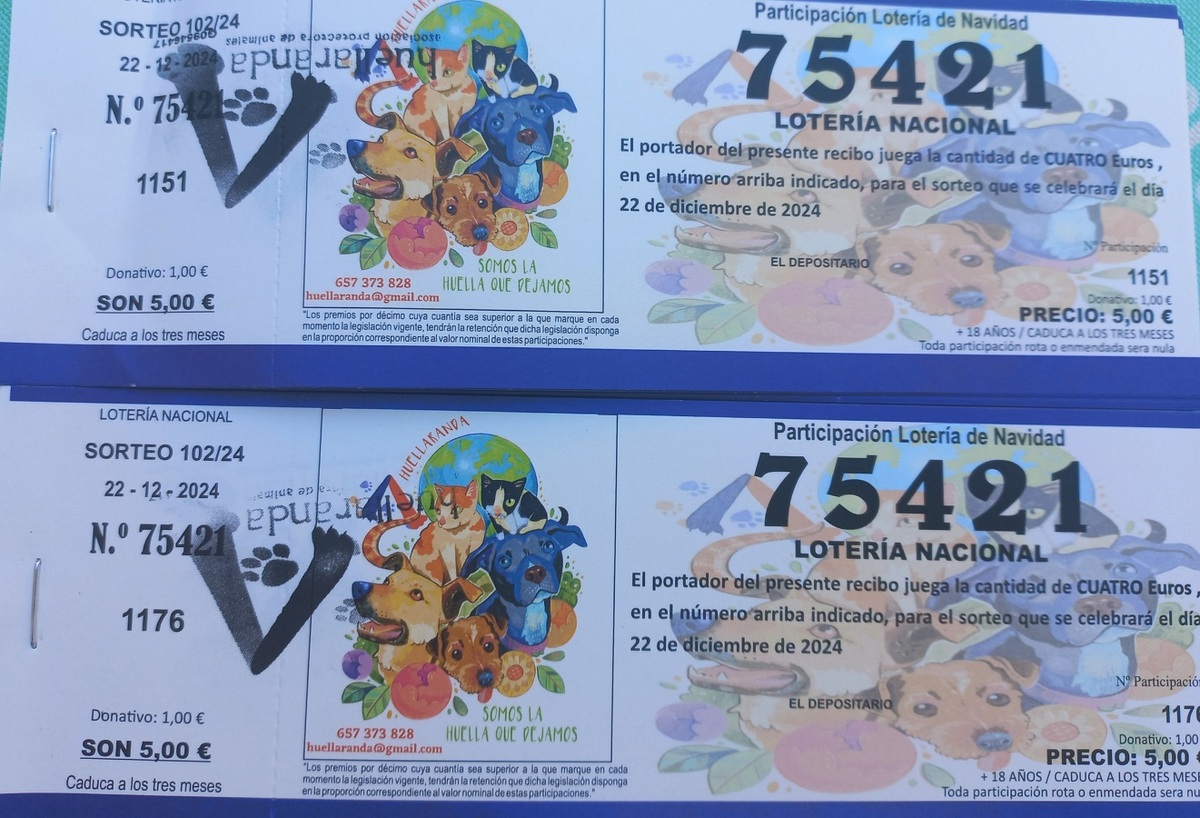 SORTEO 102/24
asociación protectora de animales G09546417
huellaranda
22-12-2024
N.º 75421
1151
Donativo: 1,00 €
SON 5,00 €
Caduca a los tres meses
HUELLARANDA
SOMOS LA
HUELLA QUE DEJAMOS
657 373 828
huellaranda@gmail.com
"Los premios por décimo cuya cuantía sea superior a la que marque en cada
momento la legislación vigente, tendrán la retención que dicha legislación disponga
en la proporción correspondiente al valor nominal de estas participaciones."
Participación Lotería de Navidad
75421
LOTERÍA NACIONAL
El portador del presente recibo juega la cantidad de CUATRO Euros ,
en el número arriba indicado, para el sorteo que se celebrará el día
22 de diciembre de 2024
EL DEPOSITARIO
Nº Participación
1151
Donativo: 1,00 €
PRECIO: 5,00 €
+ 18 AÑOS / CADUCA A LOS TRES MESES
Toda participación rota o enmendada sera nula
LOTERÍA NACIONAL
SORTEO 102/24
22-12-2024
huellaranda
N.º 75421
1176
Donativo: 1,00 €
SON 5,00 €
Caduca a los tres meses
HUELLARANDA
SOMOS LA
HUELLA QUE DEJAMOS
657 373 828
huellaranda@gmail.com
"Los premios por décimo cuya cuantía sea superior a la que marque en cada
momento la legislación vigente, tendrán la retención que dicha legislación disponga
en la proporción correspondiente al valor nominal de estas participaciones."
Participación Lotería de Navidad
75421
LOTERÍA NACIONAL
El portador del presente recibo juega la cantidad de CUATRO Euros ,
en el número arriba indicado, para el sorteo que se celebrará el día
22 de diciembre de 2024
EL DEPOSITARIO
Nº Participación
1176
Donativo: 1,00
PRECIO: 5,00 €
+ 18 AÑOS / CADUCA A LOS TRES MESE
Toda participación rota o enmendada sera nu